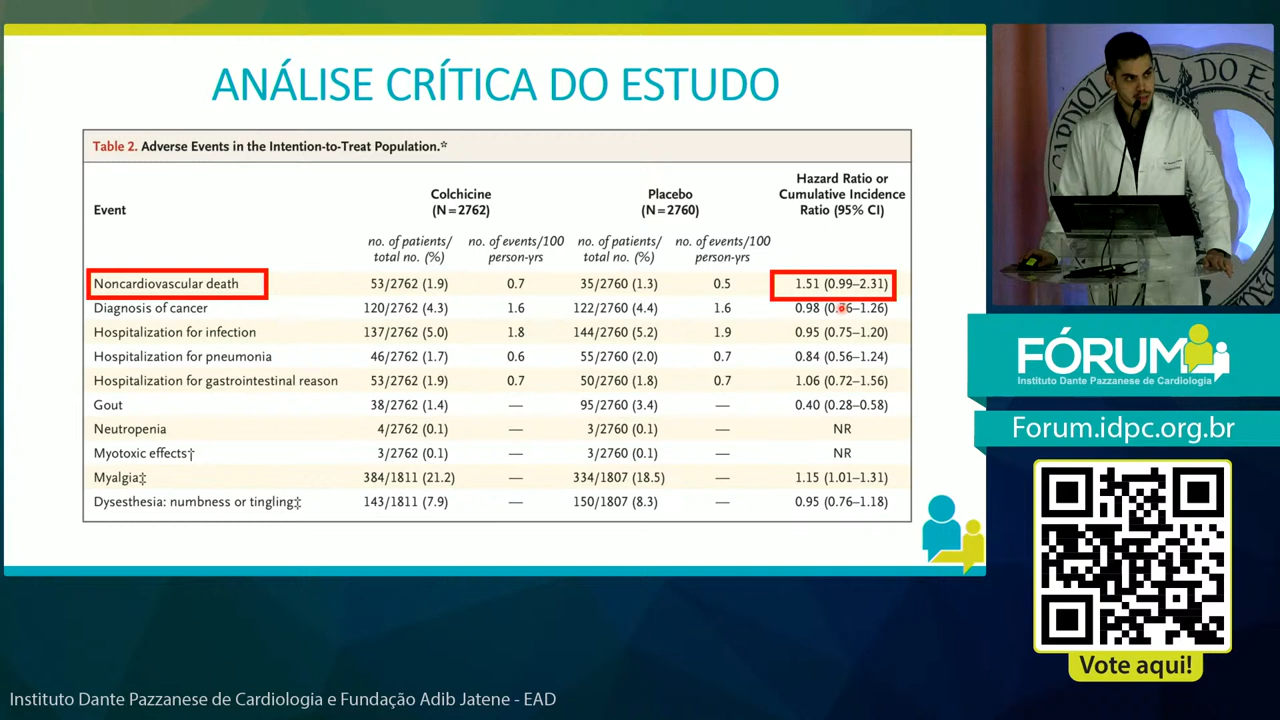 ANÁLISE CRÍTICA DO ESTUDO
Table 2. Adverse Events in the Intention-to-Treat Population.*
Event
Colchicine
(N=2762)
Placebo
(N=2760)
Hazard Ratio or
Cumulative Incidence
Ratio (95% CI)
no. of patients/
total no. (%)
no. of events/100
person-yrs
no. of patients/
total no. (%)
no. of events/100
person-yrs
Noncardiovascular death 53/2762 (1.9) 0.7 35/2760 (1.3) 0.5 1.51 (0.99–2.31)
Diagnosis of cancer 120/2762 (4.3) 1.6 122/2760 (4.4) 1.6 0.98 (0.76–1.26)
Hospitalization for infection 137/2762 (5.0) 1.8 144/2760 (5.2) 1.9 0.95 (0.75–1.20)
Hospitalization for pneumonia 46/2762 (1.7) 0.6 55/2760 (2.0) 0.7 0.84 (0.56–1.24)
Hospitalization for gastrointestinal reason 53/2762 (1.9) 0.7 50/2760 (1.8) 0.7 1.06 (0.72–1.56)
Gout 38/2762 (1.4) — 95/2760 (3.4) — 0.40 (0.28–0.58)
Neutropenia 4/2762 (0.1) — 3/2760 (0.1) — NR
Myotoxic effects† 3/2762 (0.1) — 3/2760 (0.1) — NR
Myalgia‡ 384/1811 (21.2) — 334/1807 (18.5) — 1.15 (1.01–1.31)
Dysesthesia: numbness or tingling‡ 143/1811 (7.9) — 150/1807 (8.3) — 0.95 (0.76–1.18)
CARDIOLOGIA
DO ES
FÓRUM
Instituto Dante Pazzanese de Cardiologia
Forum.idpc.org.br
Vote aqui!
Instituto Dante Pazzanese de Cardiologia e Fundação Adib Jatene - EAD